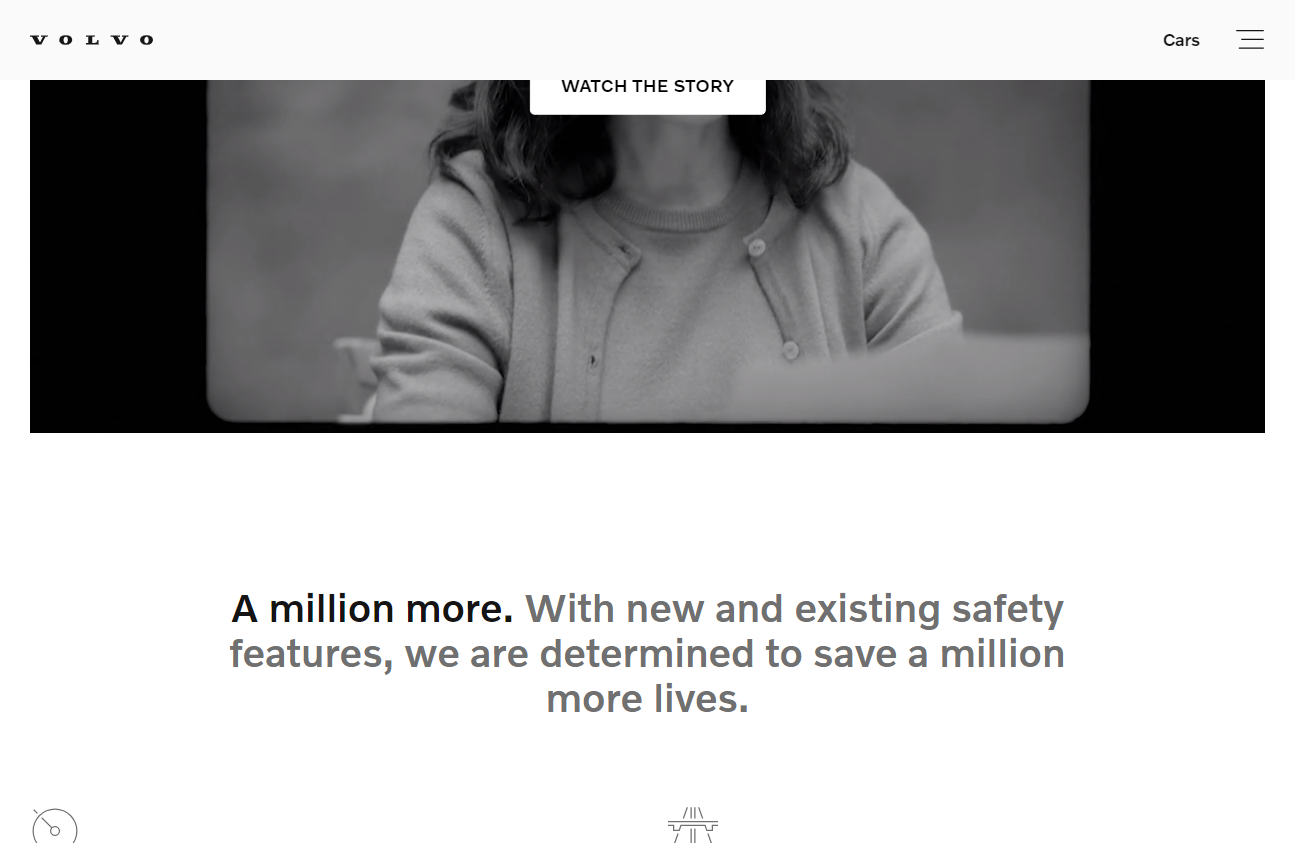 VOLVO
Cars
WATCH THE STORY
A million more. With new and existing safety
features, we are determined to save a million
more lives.